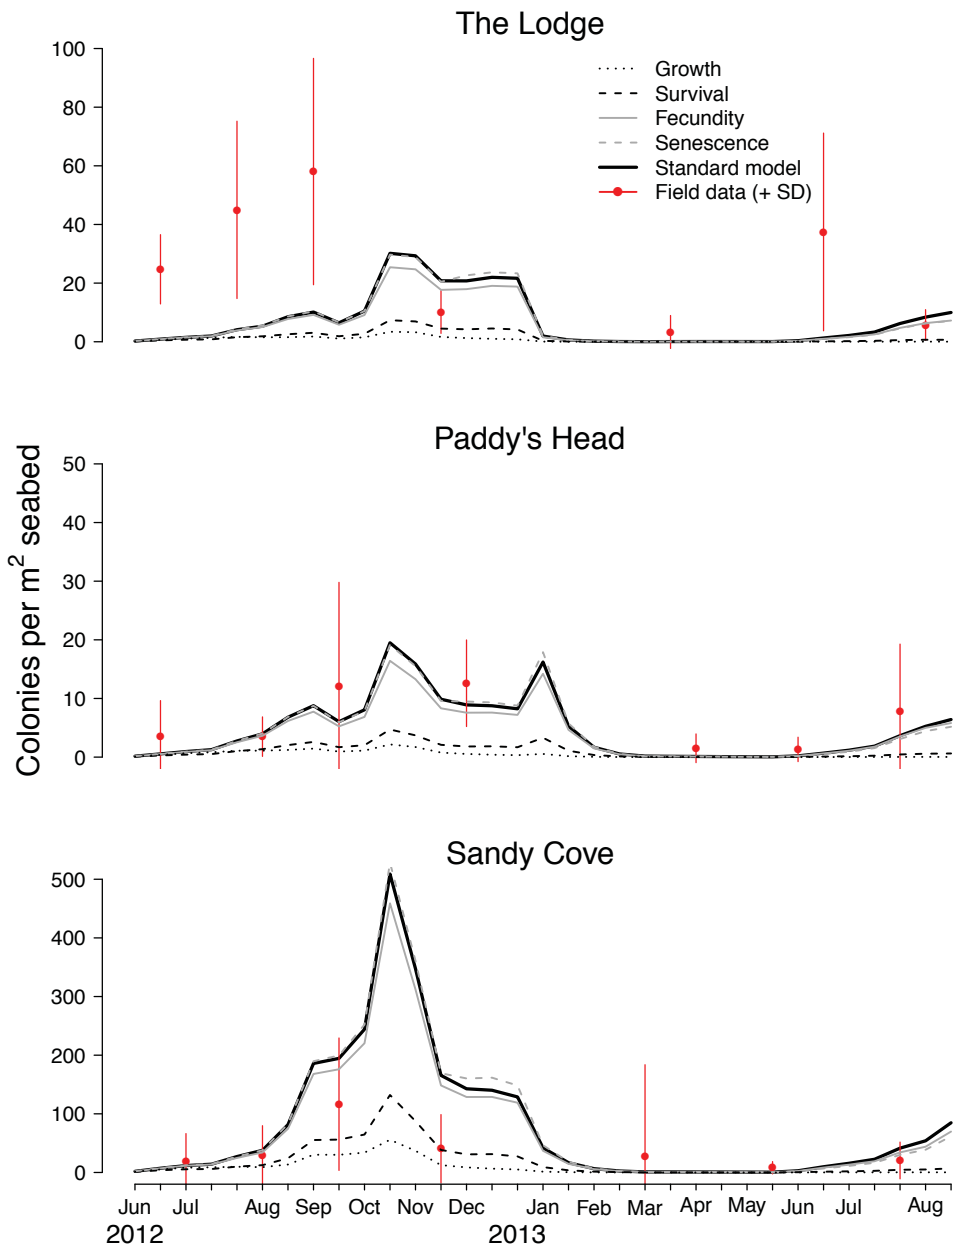 The Lodge
100
80
60
40
20
0
Growth
Survival
Fecundity
Senescence
Standard model
Field data (+ SD)
Colonies per m² seabed
Paddy's Head
50
40
30
20
10
0
Sandy Cove
500
400
300
200
100
0
Jun Jul Aug Sep Oct Nov Dec Jan Feb Mar Apr May Jun Jul Aug
2012 2013